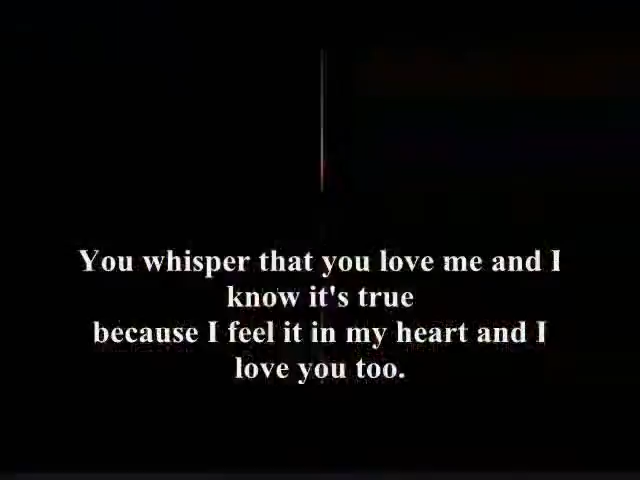 You whisper that you love me and I
know it's true
because I feel it in my heart and I
love you too.